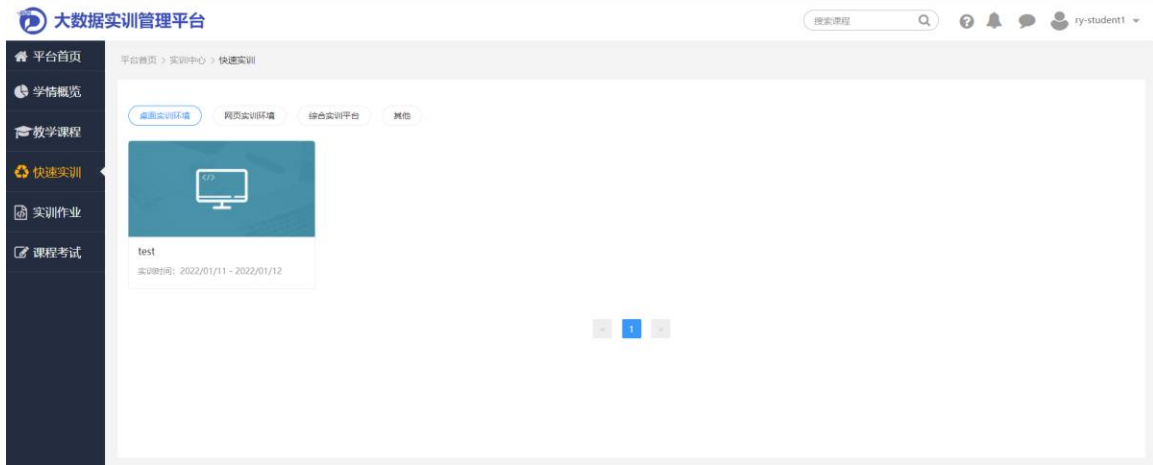 大数据实训管理平台
搜索课程
ry-student1
平台首页
学情概览
教学课程
快速实训
实训作业
课程考试
平台首页 > 实训中心 > 快速实训
桌面实训环境 网页实训环境 综合实训平台 其他
</>
test
实训时间：2022/01/11 - 2022/01/12
< 1 >